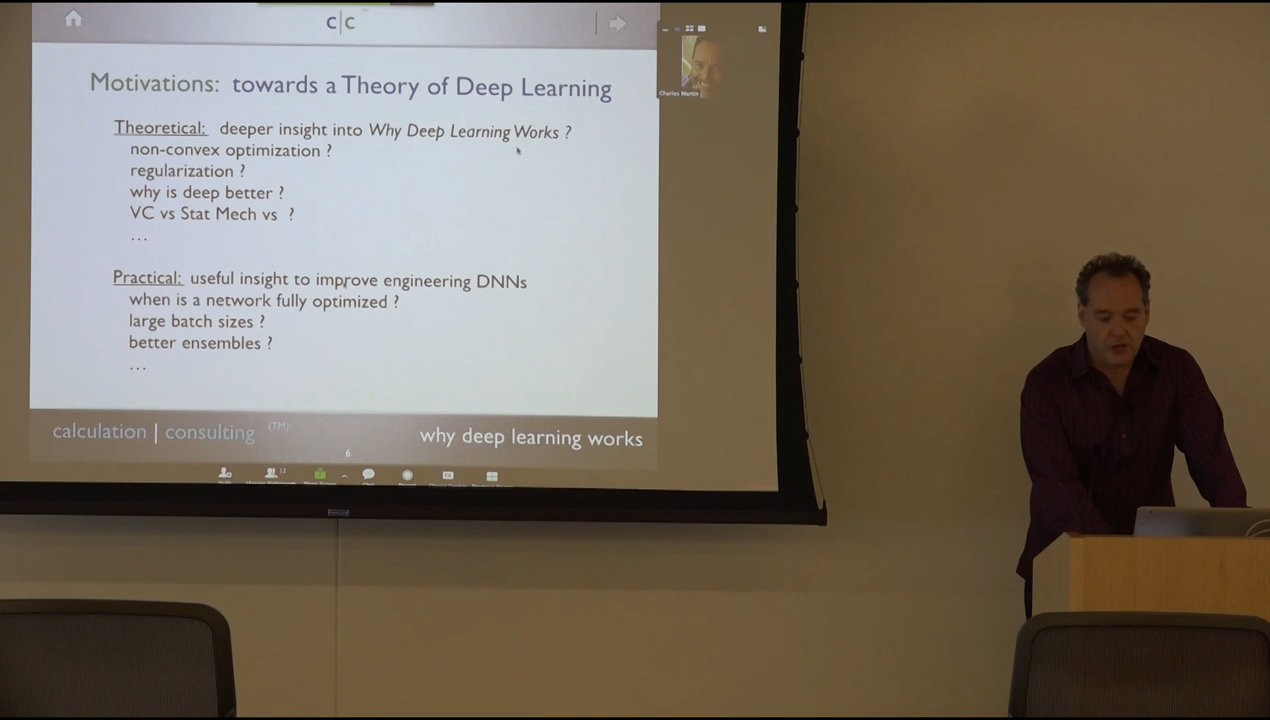 c|c
Motivations: towards a Theory of Deep Learning
Theoretical: deeper insight into Why Deep Learning Works ?
non-convex optimization ?
regularization ?
why is deep better ?
VC vs Stat Mech vs ?
...
Practical: useful insight to improve engineering DNNs
when is a network fully optimized ?
large batch sizes ?
better ensembles ?
...
calculation | consulting (TM)
why deep learning works
6
Charles Martin